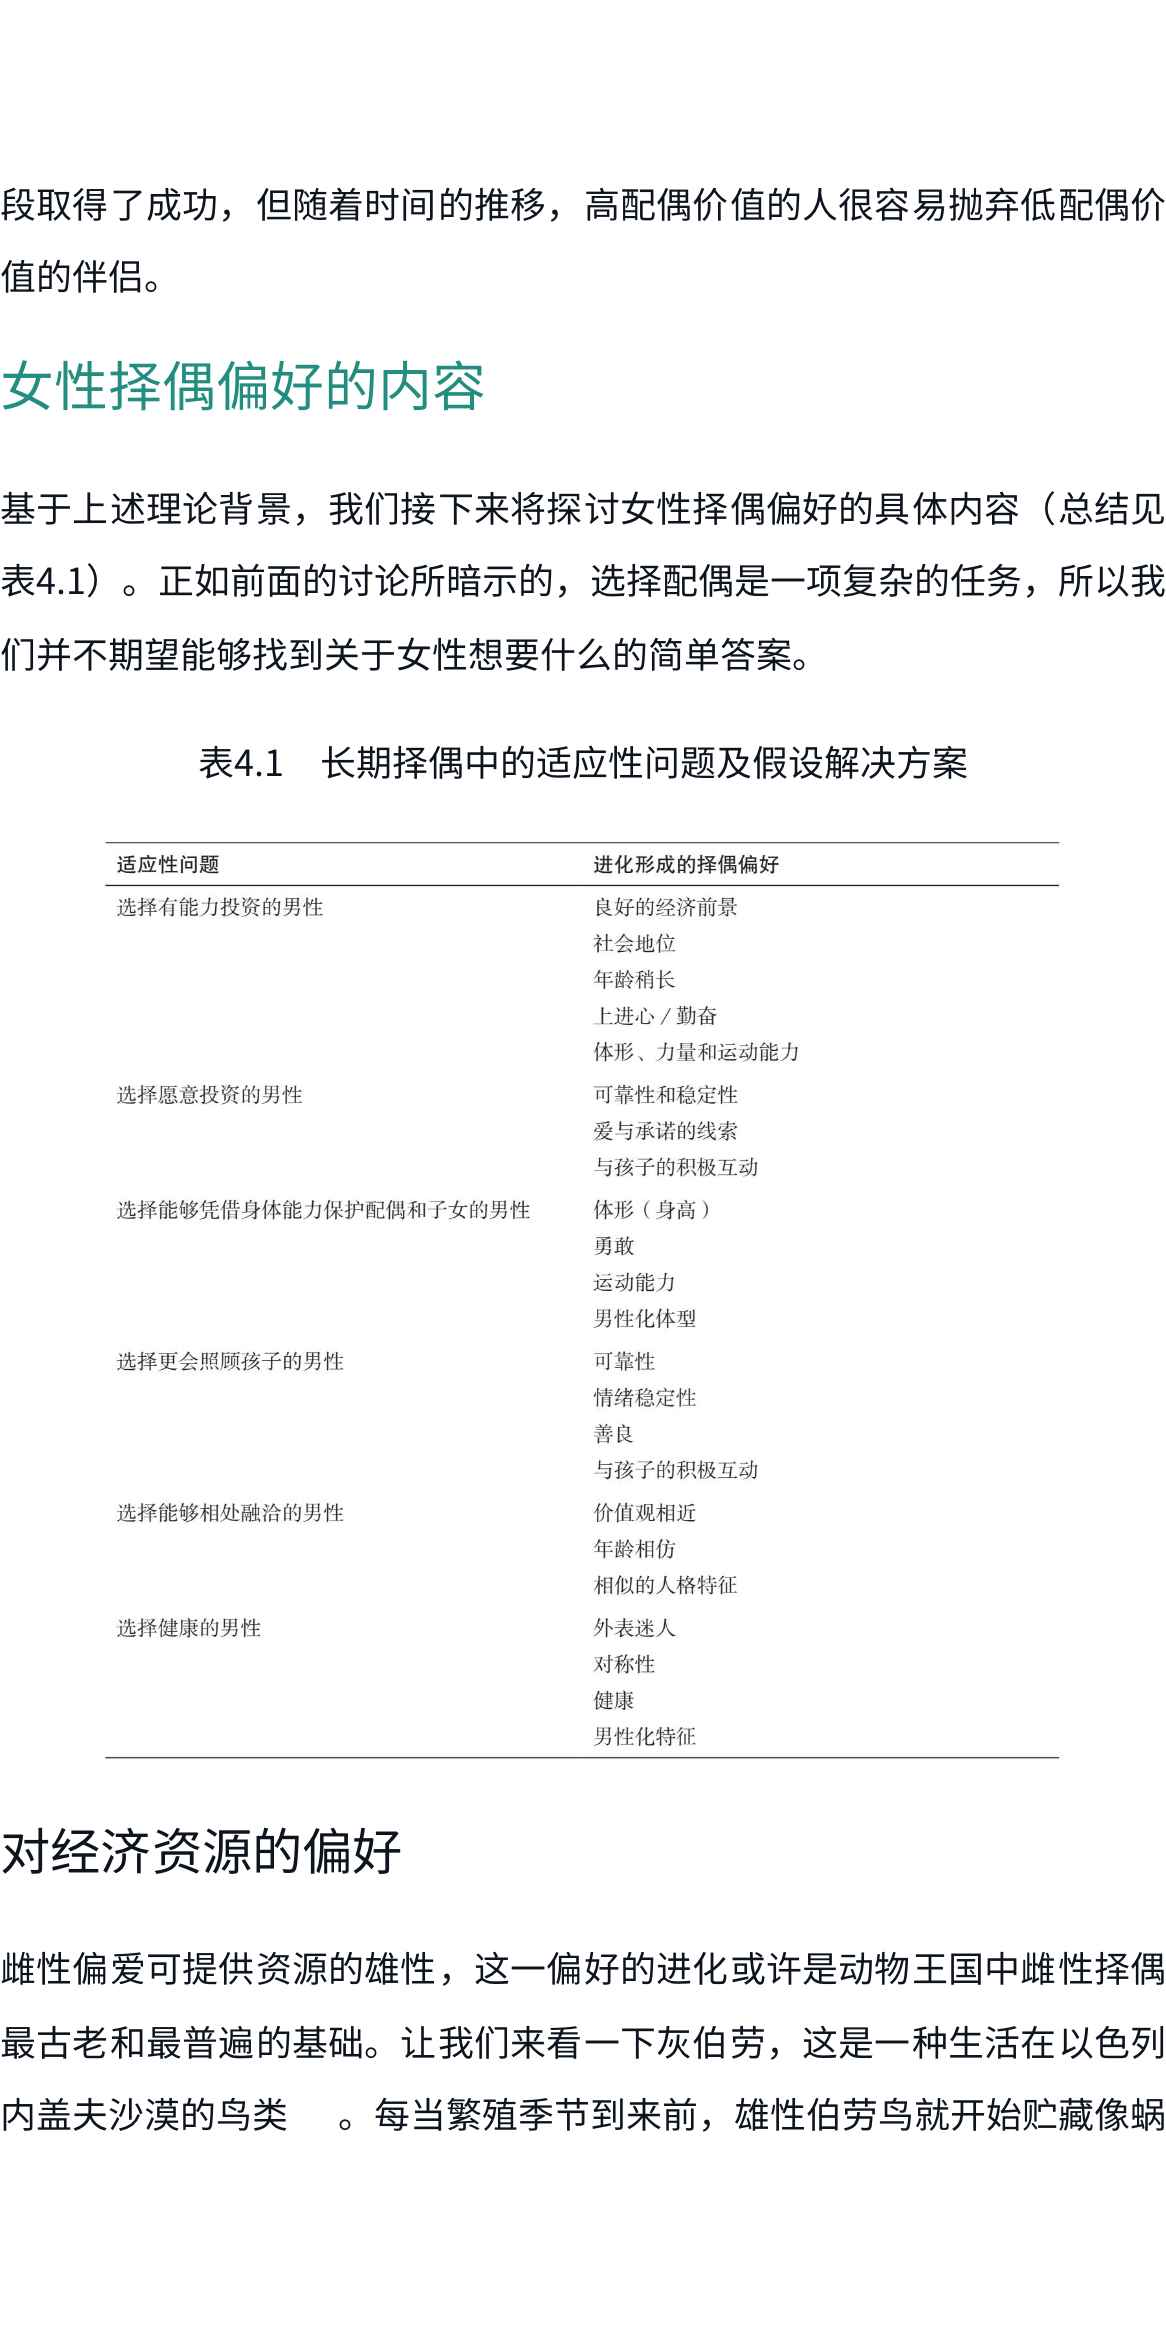 段取得了成功，但随着时间的推移，高配偶价值的人很容易抛弃低配偶价
值的伴侣。
女性择偶偏好的内容
基于上述理论背景，我们接下来将探讨女性择偶偏好的具体内容（总结见
表4.1）。正如前面的讨论所暗示的，选择配偶是一项复杂的任务，所以我
们并不期望能够找到关于女性想要什么的简单答案。
表4.1　长期择偶中的适应性问题及假设解决方案
适应性问题　进化形成的择偶偏好
选择有能力投资的男性　良好的经济前景
社会地位
年龄稍长
上进心/勤奋
体形、力量和运动能力
选择愿意投资的男性　可靠性和稳定性
爱与承诺的线索
与孩子的积极互动
选择能够凭借身体能力保护配偶和子女的男性　体形（身高）
勇敢
运动能力
男性化体型
选择更会照顾孩子的男性　可靠性
情绪稳定性
善良
与孩子的积极互动
选择能够相处融洽的男性　价值观相近
年龄相仿
相似的人格特征
选择健康的男性　外表迷人
对称性
健康
男性化特征
对经济资源的偏好
雌性偏爱可提供资源的雄性，这一偏好的进化或许是动物王国中雌性择偶
最古老和最普遍的基础。让我们来看一下灰伯劳，这是一种生活在以色列
内盖夫沙漠的鸟类　。每当繁殖季节到来前，雄性伯劳鸟就开始贮藏像蜗